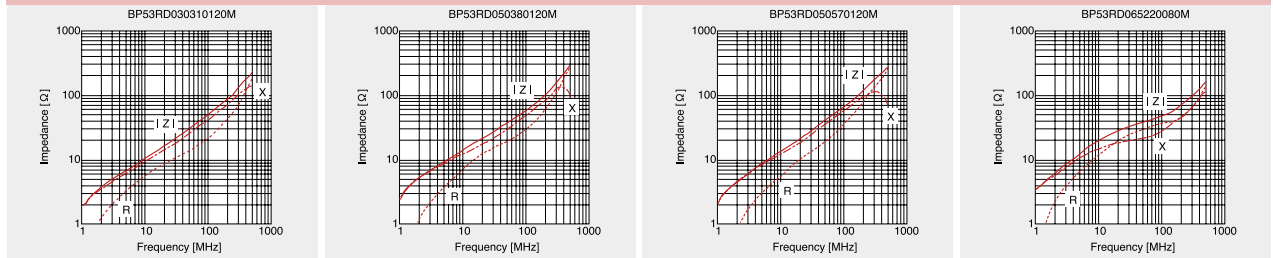 BP53RD030310120M
1000
100
10
1
Impedance [Ω]
| Z |
X
R
1 10 100 1000
Frequency [MHz]
BP53RD050380120M
1000
100
10
1
Impedance [Ω]
| Z |
X
R
1 10 100 1000
Frequency [MHz]
BP53RD050570120M
1000
100
10
1
Impedance [Ω]
| Z |
X
R
1 10 100 1000
Frequency [MHz]
BP53RD065220080M
1000
100
10
1
Impedance [Ω]
| Z |
X
R
1 10 100 1000
Frequency [MHz]